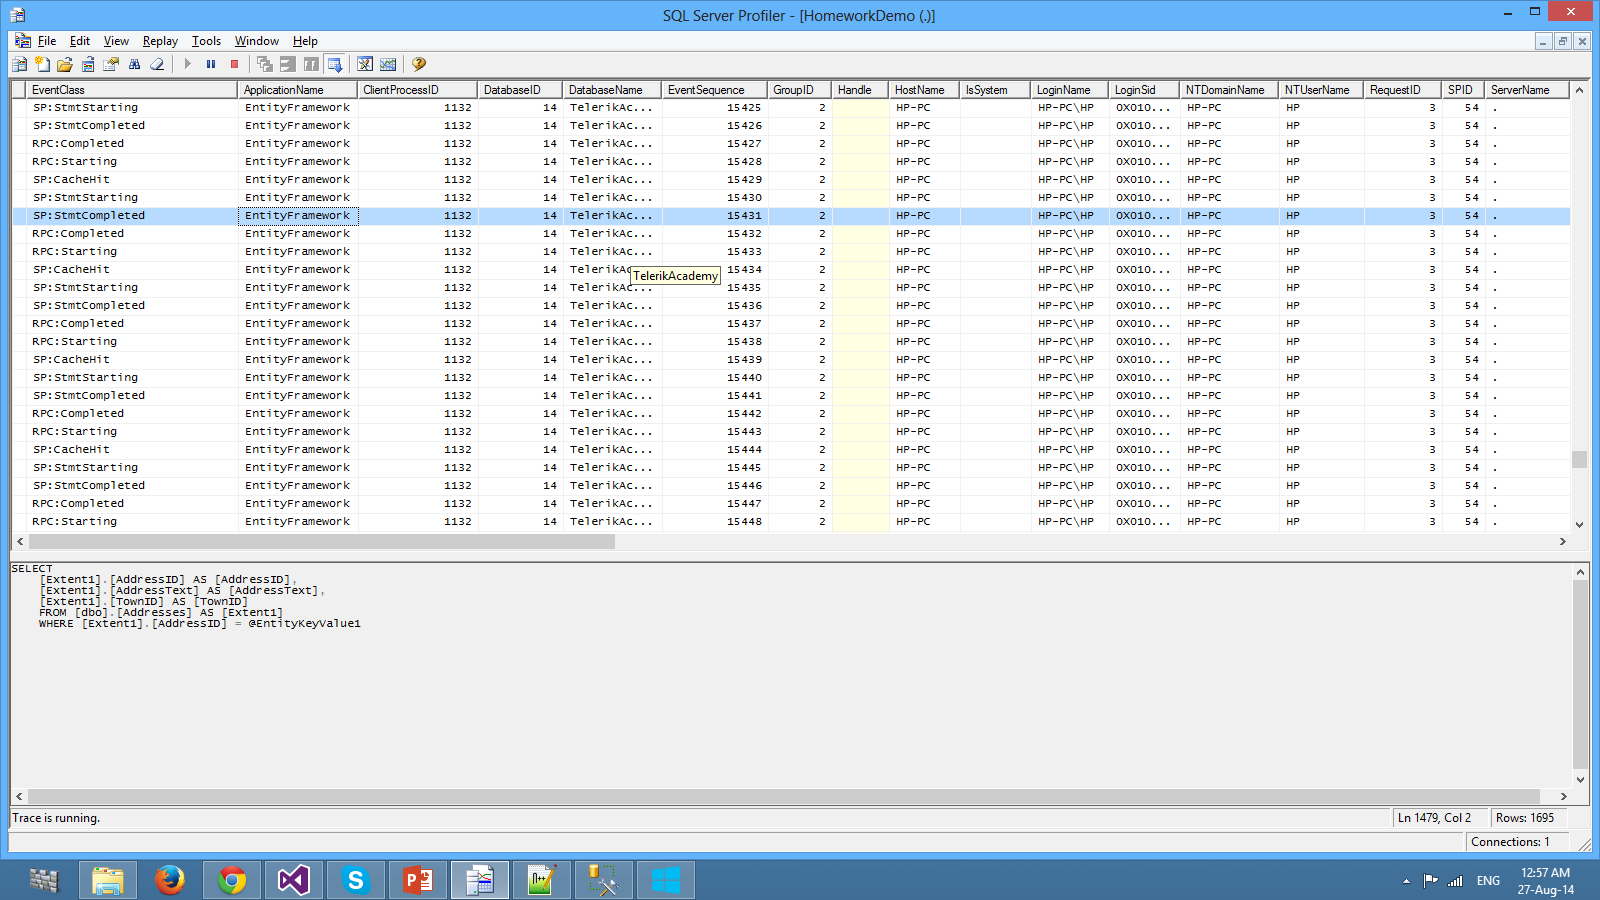 SQL Server Profiler - [HomeworkDemo (.)]
File Edit View Replay Tools Window Help
EventClass ApplicationName ClientProcessID DatabaseID DatabaseName EventSequence GroupID Handle HostName IsSystem LoginName LoginSid NTDomainName NTUserName RequestID SPID ServerName
SP:StmtStarting EntityFramework 1132 14 TelerikAc... 15425 2 HP-PC HP-PC\HP 0X010... HP-PC HP 3 54 .
SP:StmtCompleted EntityFramework 1132 14 TelerikAc... 15426 2 HP-PC HP-PC\HP 0X010... HP-PC HP 3 54 .
RPC:Completed EntityFramework 1132 14 TelerikAc... 15427 2 HP-PC HP-PC\HP 0X010... HP-PC HP 3 54 .
RPC:Starting EntityFramework 1132 14 TelerikAc... 15428 2 HP-PC HP-PC\HP 0X010... HP-PC HP 3 54 .
SP:CacheHit EntityFramework 1132 14 TelerikAc... 15429 2 HP-PC HP-PC\HP 0X010... HP-PC HP 3 54 .
SP:StmtStarting EntityFramework 1132 14 TelerikAc... 15430 2 HP-PC HP-PC\HP 0X010... HP-PC HP 3 54 .
SP:StmtCompleted EntityFramework 1132 14 TelerikAc... 15431 2 HP-PC HP-PC\HP 0X010... HP-PC HP 3 54 .
RPC:Completed EntityFramework 1132 14 TelerikAc... 15432 2 HP-PC HP-PC\HP 0X010... HP-PC HP 3 54 .
RPC:Starting EntityFramework 1132 14 TelerikAc... 15433 2 HP-PC HP-PC\HP 0X010... HP-PC HP 3 54 .
SP:CacheHit EntityFramework 1132 14 TelerikAc 15434 2 HP-PC HP-PC\HP 0X010... HP-PC HP 3 54 .
TelerikAcademy
SP:StmtStarting EntityFramework 1132 14 TelerikAc... 15435 2 HP-PC HP-PC\HP 0X010... HP-PC HP 3 54 .
SP:StmtCompleted EntityFramework 1132 14 TelerikAc... 15436 2 HP-PC HP-PC\HP 0X010... HP-PC HP 3 54 .
RPC:Completed EntityFramework 1132 14 TelerikAc... 15437 2 HP-PC HP-PC\HP 0X010... HP-PC HP 3 54 .
RPC:Starting EntityFramework 1132 14 TelerikAc... 15438 2 HP-PC HP-PC\HP 0X010... HP-PC HP 3 54 .
SP:CacheHit EntityFramework 1132 14 TelerikAc... 15439 2 HP-PC HP-PC\HP 0X010... HP-PC HP 3 54 .
SP:StmtStarting EntityFramework 1132 14 TelerikAc... 15440 2 HP-PC HP-PC\HP 0X010... HP-PC HP 3 54 .
SP:StmtCompleted EntityFramework 1132 14 TelerikAc... 15441 2 HP-PC HP-PC\HP 0X010... HP-PC HP 3 54 .
RPC:Completed EntityFramework 1132 14 TelerikAc... 15442 2 HP-PC HP-PC\HP 0X010... HP-PC HP 3 54 .
RPC:Starting EntityFramework 1132 14 TelerikAc... 15443 2 HP-PC HP-PC\HP 0X010... HP-PC HP 3 54 .
SP:CacheHit EntityFramework 1132 14 TelerikAc... 15444 2 HP-PC HP-PC\HP 0X010... HP-PC HP 3 54 .
SP:StmtStarting EntityFramework 1132 14 TelerikAc... 15445 2 HP-PC HP-PC\HP 0X010... HP-PC HP 3 54 .
SP:StmtCompleted EntityFramework 1132 14 TelerikAc... 15446 2 HP-PC HP-PC\HP 0X010... HP-PC HP 3 54 .
RPC:Completed EntityFramework 1132 14 TelerikAc... 15447 2 HP-PC HP-PC\HP 0X010... HP-PC HP 3 54 .
RPC:Starting EntityFramework 1132 14 TelerikAc... 15448 2 HP-PC HP-PC\HP 0X010... HP-PC HP 3 54 .
SELECT
[Extent1].[AddressID] AS [AddressID],
[Extent1].[AddressText] AS [AddressText],
[Extent1].[TownID] AS [TownID]
FROM [dbo].[Addresses] AS [Extent1]
WHERE [Extent1].[AddressID] = @EntityKeyValue1
Trace is running. Ln 1479, Col 2 Rows: 1695
Connections: 1
ENG 12:57 AM
27-Aug-14